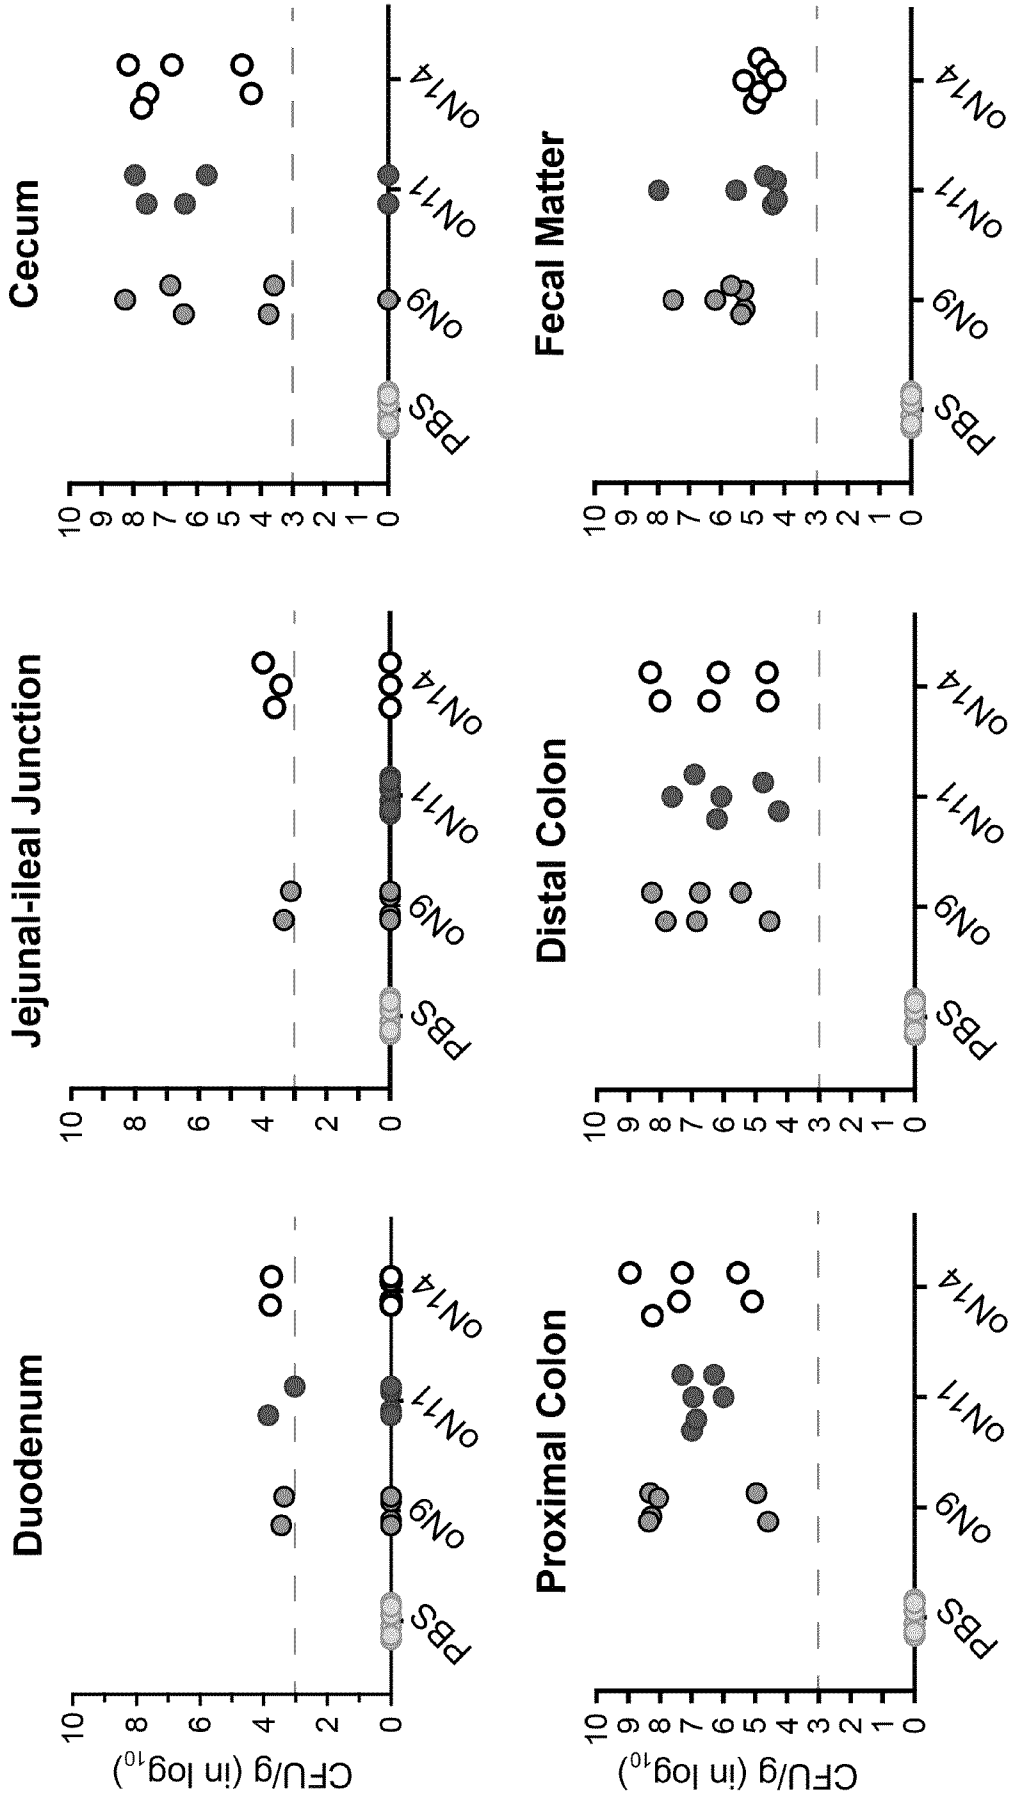 Duodenum
CFU/g (in log10)
10
8
6
4
2
0
PBS
ON9
ON11
ON14
Jejunal-ileal Junction
10
8
6
4
2
0
PBS
ON9
ON11
ON14
Cecum
10
9
8
7
6
5
4
3
2
1
0
PBS
ON9
ON11
ON14
Proximal Colon
CFU/g (in log10)
10
9
8
7
6
5
4
3
2
1
0
PBS
ON9
ON11
ON14
Distal Colon
10
9
8
7
6
5
4
3
2
1
0
PBS
ON9
ON11
ON14
Fecal Matter
10
9
8
7
6
5
4
3
2
1
0
PBS
ON9
ON11
ON14